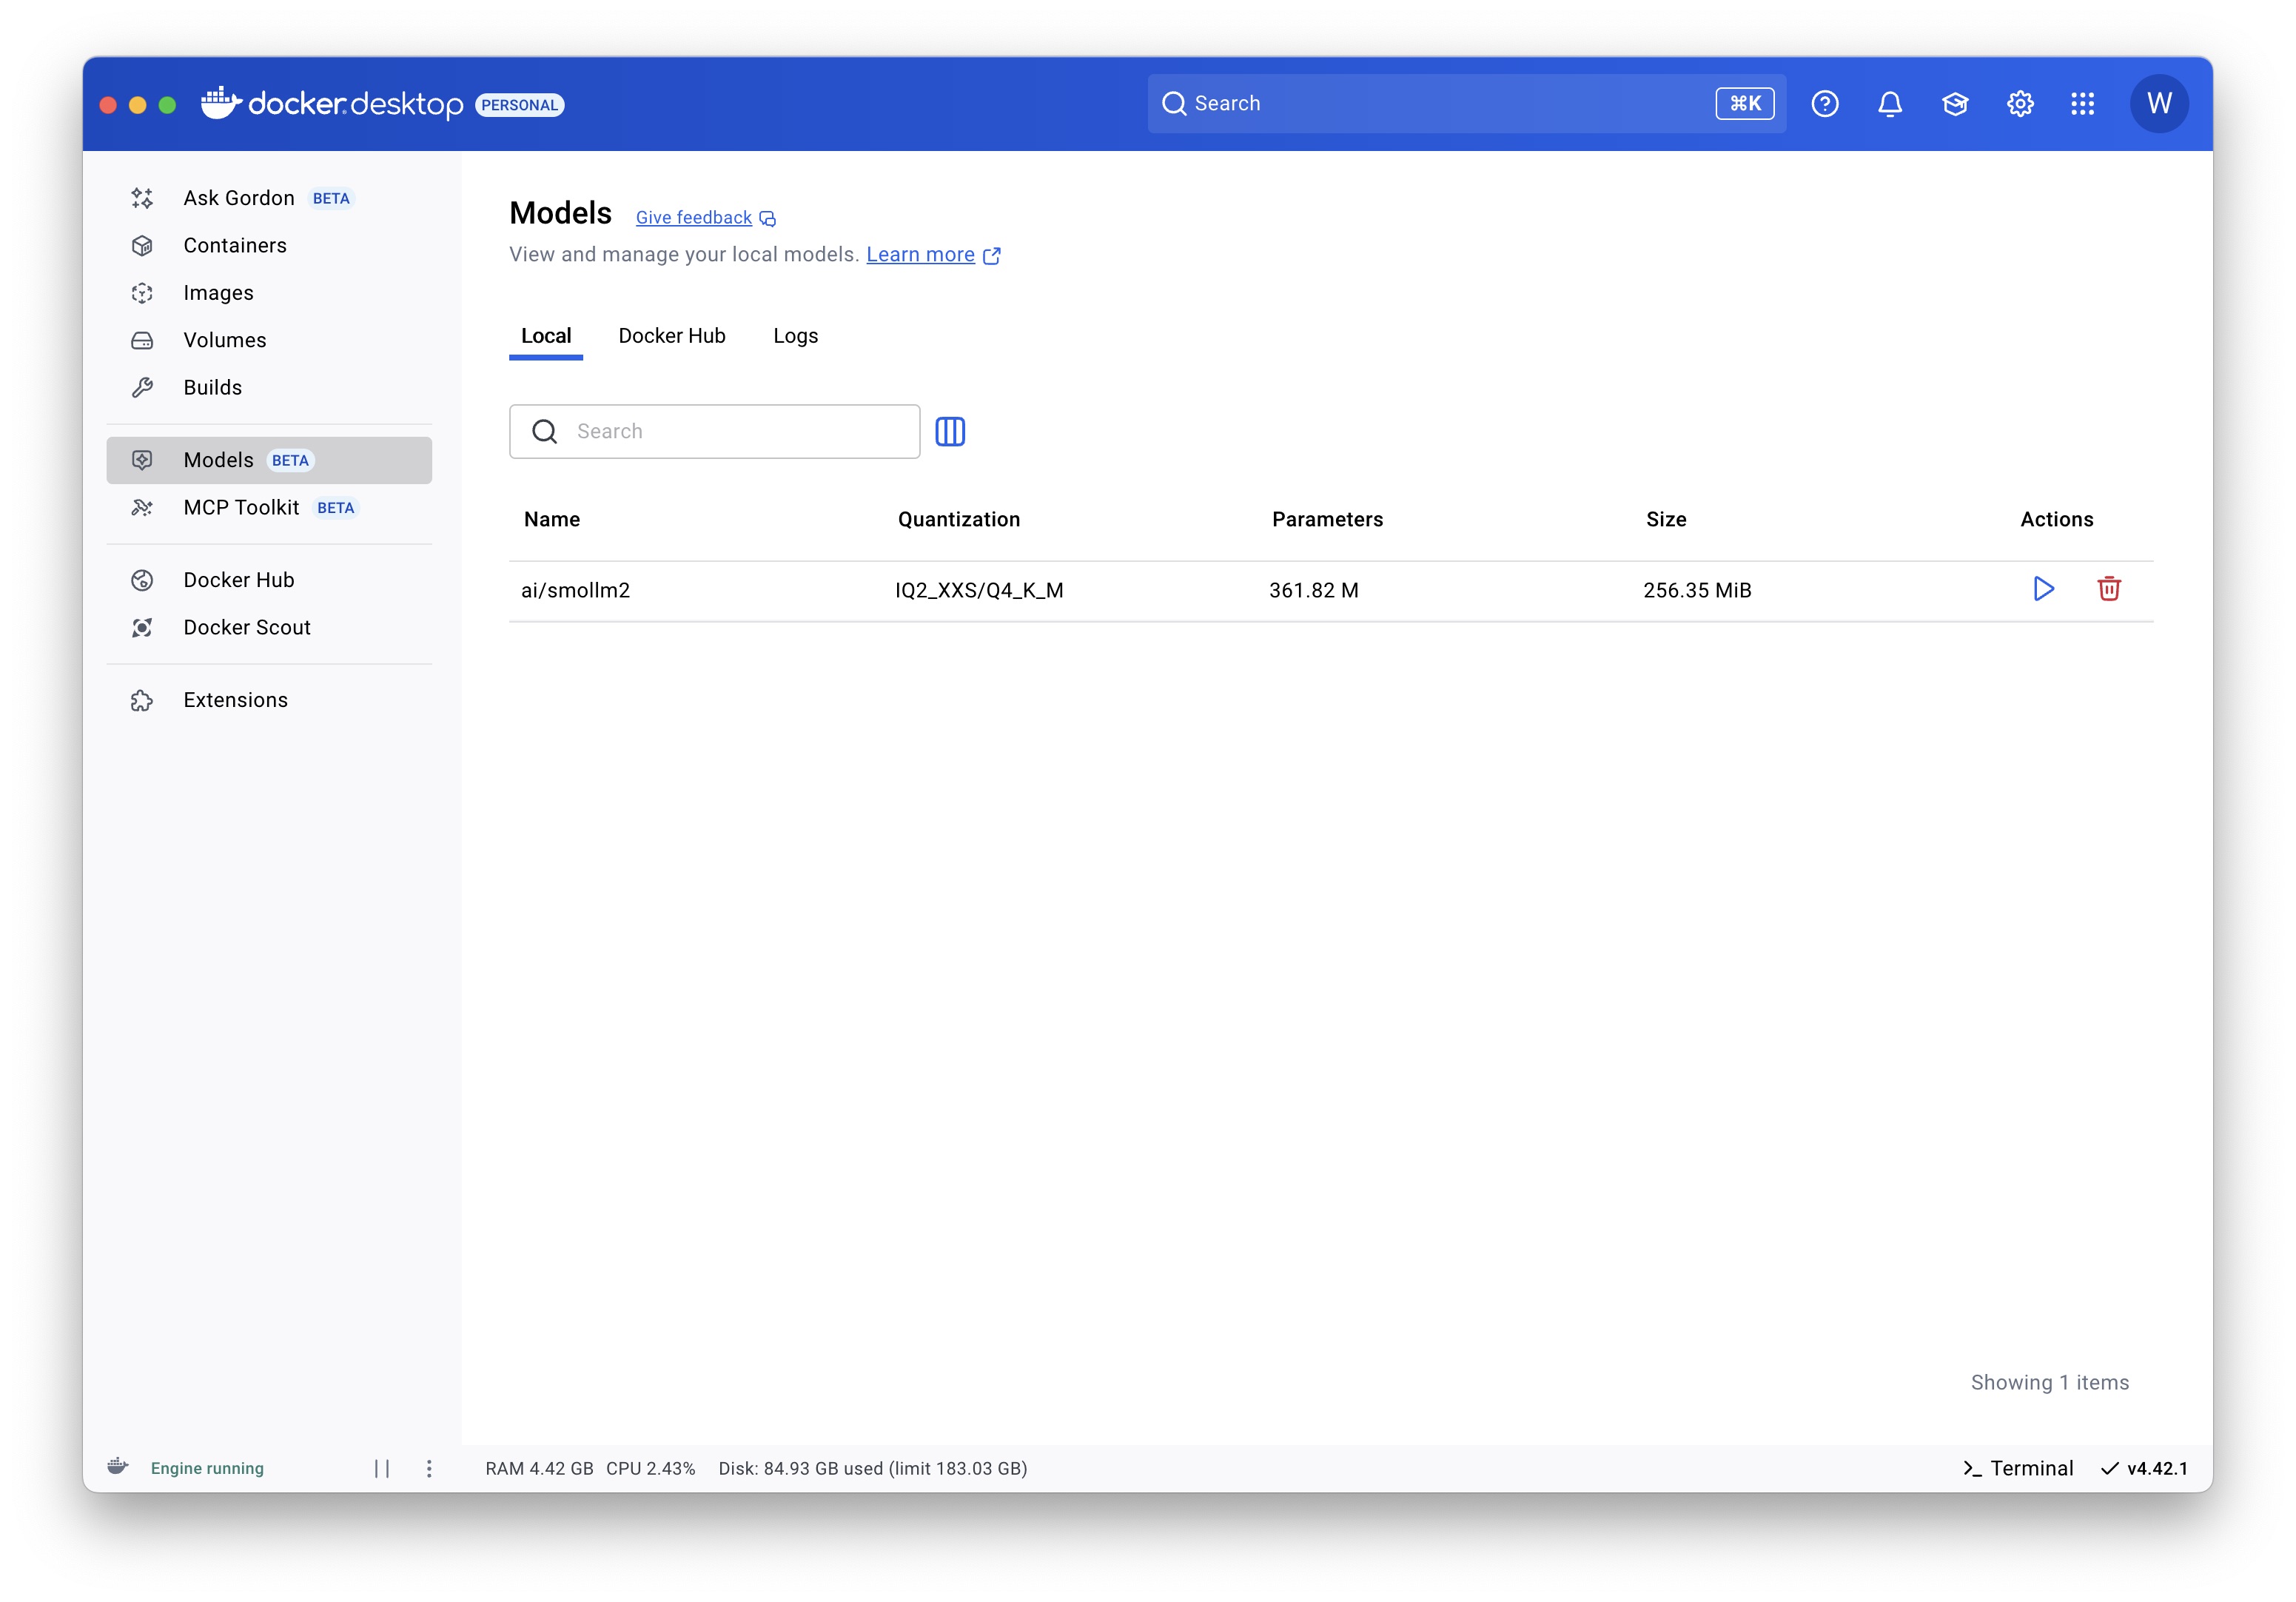 docker desktop PERSONAL
Search ⌘K
W
Ask Gordon BETA
Containers
Images
Volumes
Builds
Models BETA
MCP Toolkit BETA
Docker Hub
Docker Scout
Extensions
Models Give feedback
View and manage your local models. Learn more
Local Docker Hub Logs
Search
Name Quantization Parameters Size Actions
ai/smollm2 IQ2_XXS/Q4_K_M 361.82 M 256.35 MiB
Showing 1 items
Engine running RAM 4.42 GB CPU 2.43% Disk: 84.93 GB used (limit 183.03 GB) Terminal v4.42.1